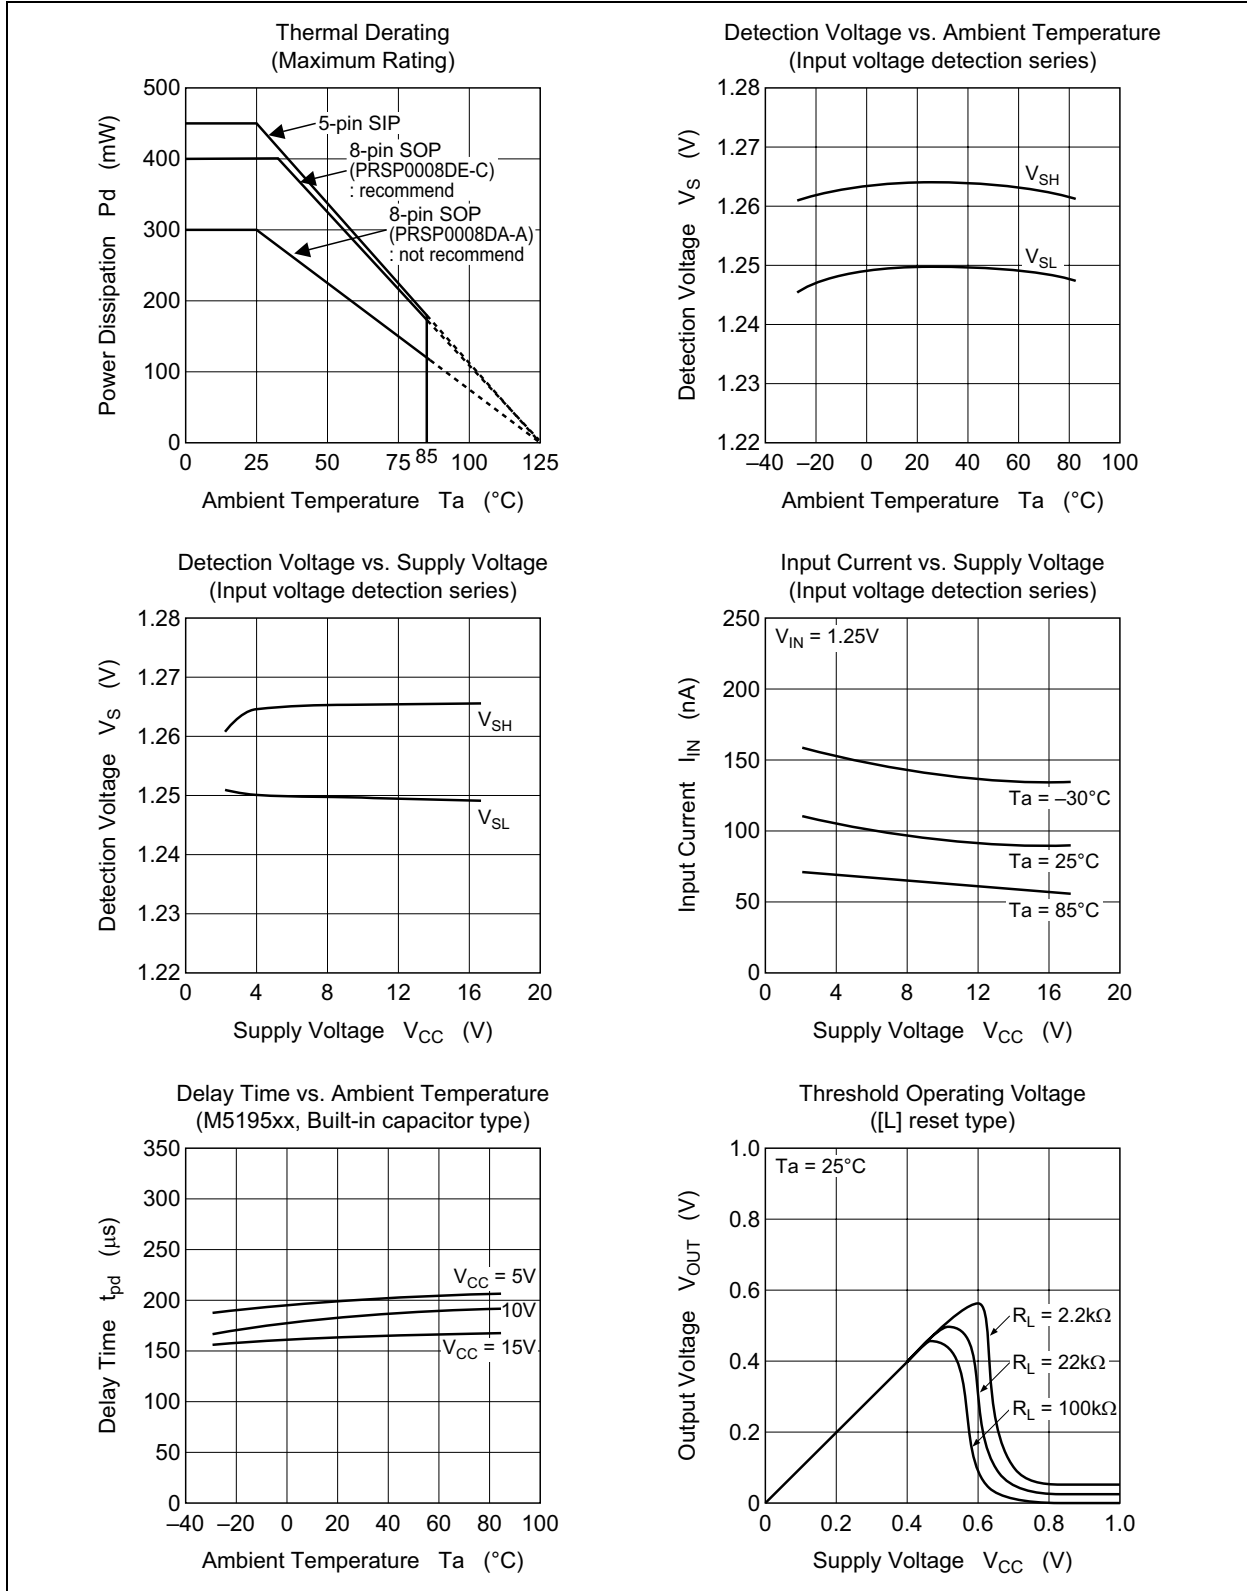 Thermal Derating
(Maximum Rating)
500
400
300
200
100
0
0 25 50 75 85 100 125
Power Dissipation Pd (mW)
Ambient Temperature Ta (°C)
5-pin SIP
8-pin SOP
(PRSP0008DE-C)
: recommend
8-pin SOP
(PRSP0008DA-A)
: not recommend
Detection Voltage vs. Ambient Temperature
(Input voltage detection series)
1.28
1.27
1.26
1.25
1.24
1.23
1.22
–40 –20 0 20 40 60 80 100
Detection Voltage VS (V)
Ambient Temperature Ta (°C)
VSH
VSL
Detection Voltage vs. Supply Voltage
(Input voltage detection series)
1.28
1.27
1.26
1.25
1.24
1.23
1.22
0 4 8 12 16 20
Detection Voltage VS (V)
Supply Voltage VCC (V)
VSH
VSL
Input Current vs. Supply Voltage
(Input voltage detection series)
250
200
150
100
50
0
0 4 8 12 16 20
Input Current IIN (nA)
Supply Voltage VCC (V)
VIN = 1.25V
Ta = –30°C
Ta = 25°C
Ta = 85°C
Delay Time vs. Ambient Temperature
(M5195xx, Built-in capacitor type)
350
300
250
200
150
100
50
0
–40 –20 0 20 40 60 80 100
Delay Time tpd (μs)
Ambient Temperature Ta (°C)
VCC = 5V
10V
VCC = 15V
Threshold Operating Voltage
([L] reset type)
1.0
0.8
0.6
0.4
0.2
0
0 0.2 0.4 0.6 0.8 1.0
Output Voltage VOUT (V)
Supply Voltage VCC (V)
Ta = 25°C
RL = 2.2kΩ
RL = 22kΩ
RL = 100kΩ